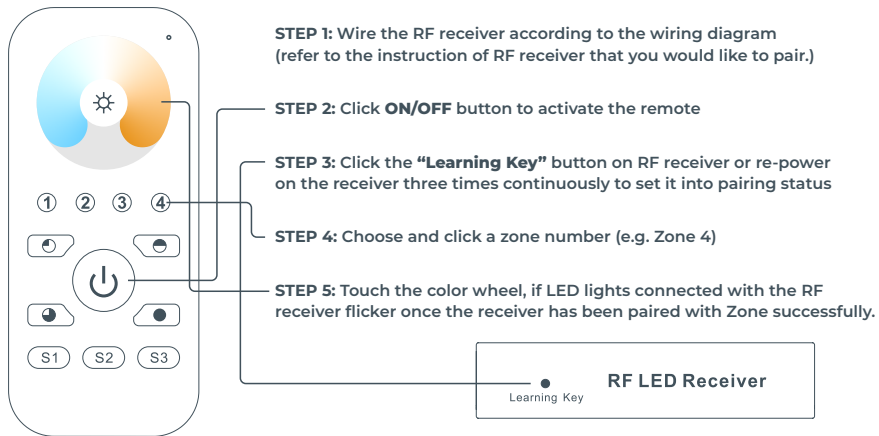 STEP 1: Wire the RF receiver according to the wiring diagram
(refer to the instruction of RF receiver that you would like to pair.)
STEP 2: Click ON/OFF button to activate the remote
STEP 3: Click the “Learning Key” button on RF receiver or re-power
on the receiver three times continuously to set it into pairing status
1 2 3 4
STEP 4: Choose and click a zone number (e.g. Zone 4)
STEP 5: Touch the color wheel, if LED lights connected with the RF
receiver flicker once the receiver has been paired with Zone successfully.
S1 S2 S3
RF LED Receiver
Learning Key